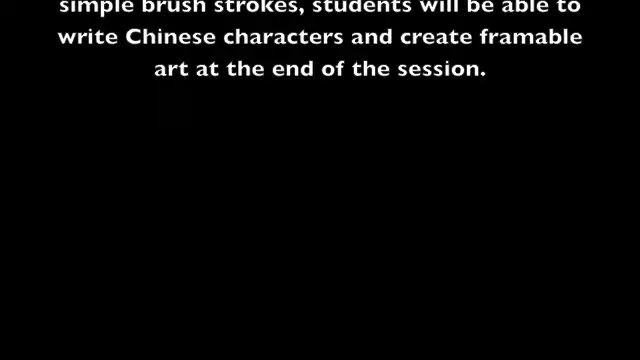 simple brush strokes, students will be able to
write Chinese characters and create framable
art at the end of the session.